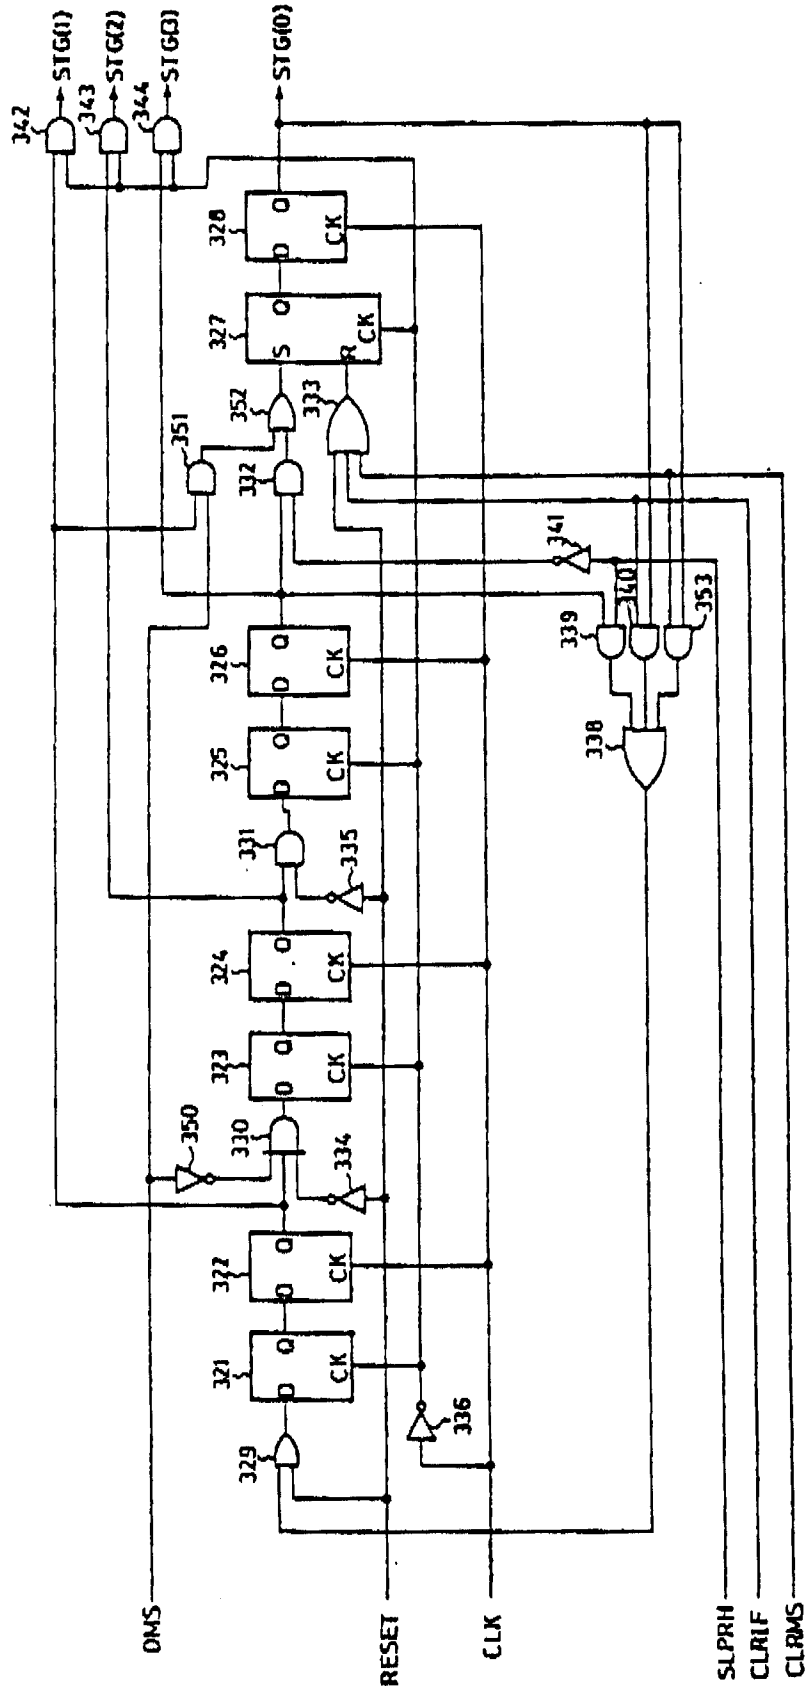 342
STG(1)
343
STG(2)
344
STG(3)
STG(0)
328
D
Q
CK
327
S
Q
R
CK
351
352
333
332
341
339
340
353
338
326
D
Q
CK
325
D
Q
CK
331
335
324
D
Q
CK
323
D
Q
CK
350
330
334
322
D
Q
CK
321
D
Q
CK
336
329
DMS
RESET
CLK
SLPRH
CLRIF
CLRMS